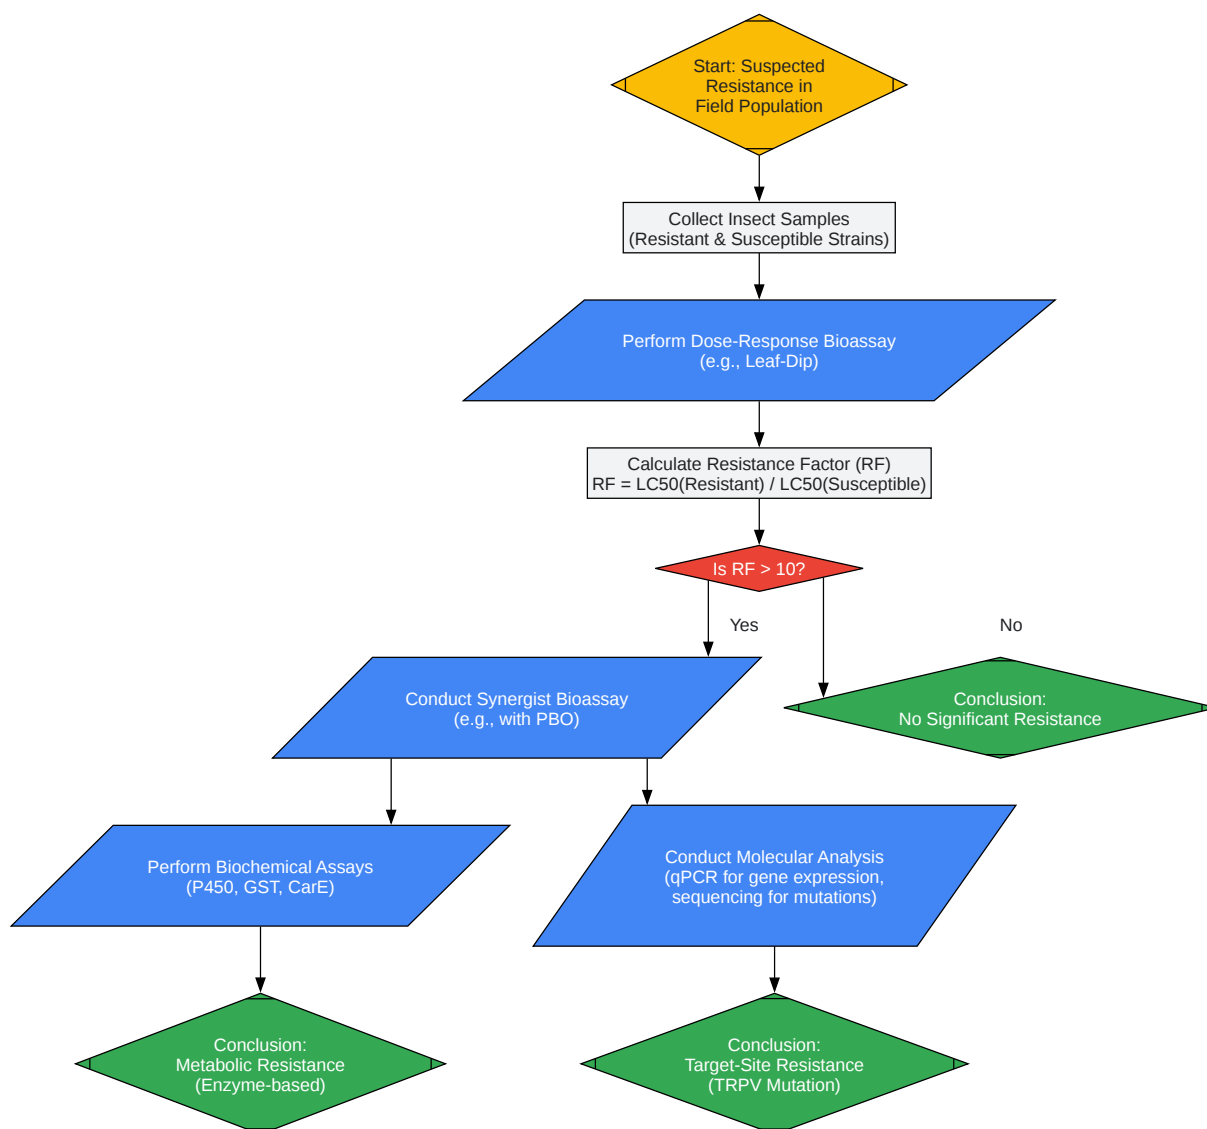 Start: Suspected
Resistance in
Field Population
Collect Insect Samples
(Resistant & Susceptible Strains)
Perform Dose-Response Bioassay
(e.g., Leaf-Dip)
Calculate Resistance Factor (RF)
RF = LC50(Resistant) / LC50(Susceptible)
Is RF > 10?
Yes
No
Conduct Synergist Bioassay
(e.g., with PBO)
Conclusion:
No Significant Resistance
Perform Biochemical Assays
(P450, GST, CarE)
Conduct Molecular Analysis
(qPCR for gene expression,
sequencing for mutations)
Conclusion:
Metabolic Resistance
(Enzyme-based)
Conclusion:
Target-Site Resistance
(TRPV Mutation)